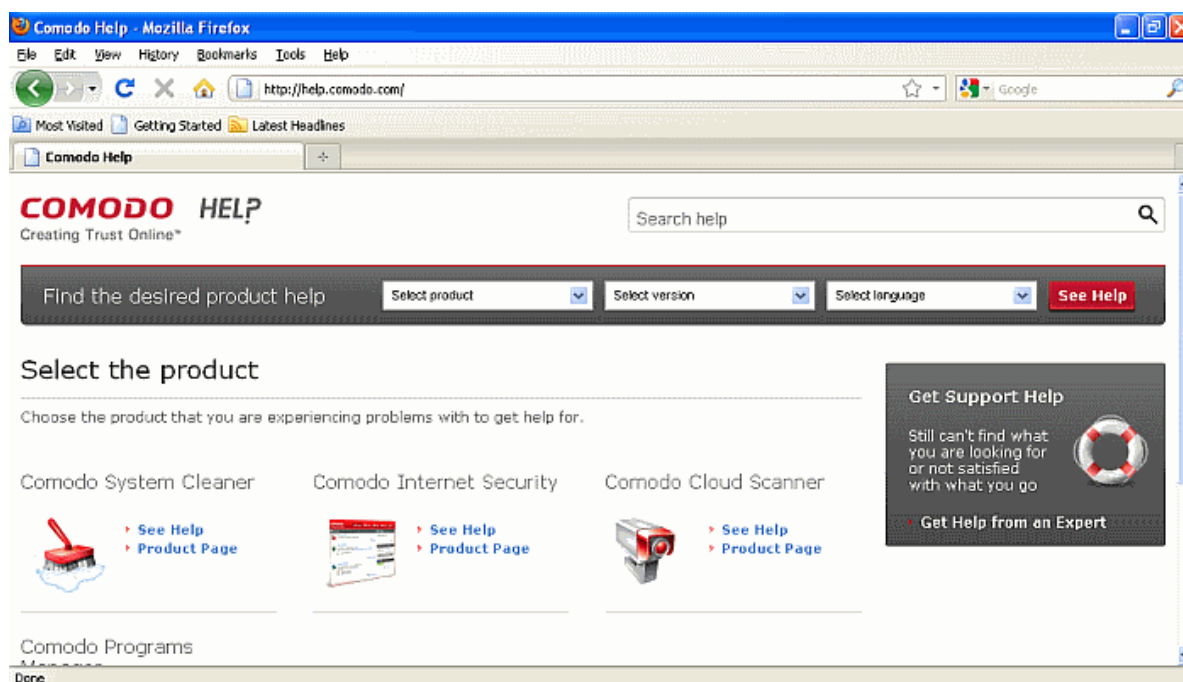 Comodo Help - Mozilla Firefox
File Edit View History Bookmarks Tools Help
http://help.comodo.com/
Google
Most Visited Getting Started Latest Headlines
Comodo Help
COMODO HELP
Creating Trust Online™
Search help
Find the desired product help Select product Select version Select language See Help
Select the product
Choose the product that you are experiencing problems with to get help for.
Comodo System Cleaner
See Help
Product Page
Comodo Internet Security
See Help
Product Page
Comodo Cloud Scanner
See Help
Product Page
Get Support Help
Still can't find what
you are looking for
or not satisfied
with what you go
Get Help from an Expert
Comodo Programs
Manager
Done